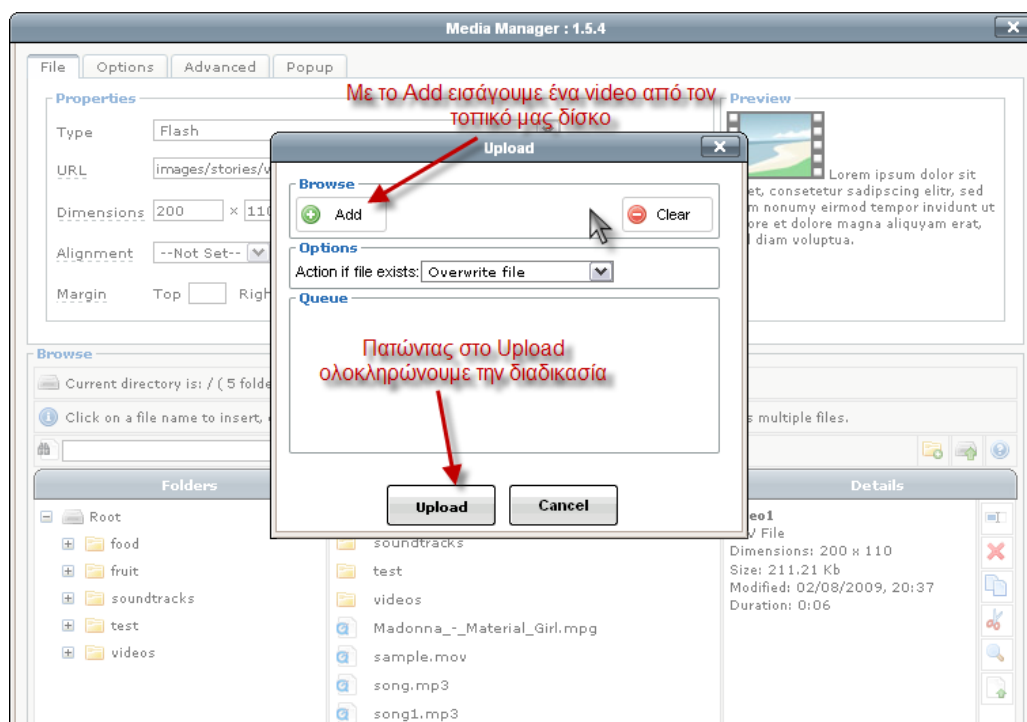 Media Manager : 1.5.4
File Options Advanced Popup
Properties
Με το Add εισάγουμε ένα video από τον
τοπικό μας δίσκο
Type Flash
URL images/stories/v
Dimensions 200 × 110
Alignment --Not Set--
Margin Top Righ
Preview
Lorem ipsum dolor sit
et, consetetur sadipscing elitr, sed
m nonumy eirmod tempor invidunt ut
ore et dolore magna aliquyam erat,
diam voluptua.
Upload
Browse
Add Clear
Options
Action if file exists: Overwrite file
Queue
Πατώντας στο Upload
ολοκληρώνουμε την διαδικασία
Upload Cancel
Browse
Current directory is: / ( 5 folde
Click on a file name to insert, s multiple files.
Folders
Root
food
fruit
soundtracks
test
videos
soundtracks
test
videos
Madonna_-_Material_Girl.mpg
sample.mov
song.mp3
song1.mp3
Details
eo1
V File
Dimensions: 200 x 110
Size: 211.21 Kb
Modified: 02/08/2009, 20:37
Duration: 0:06